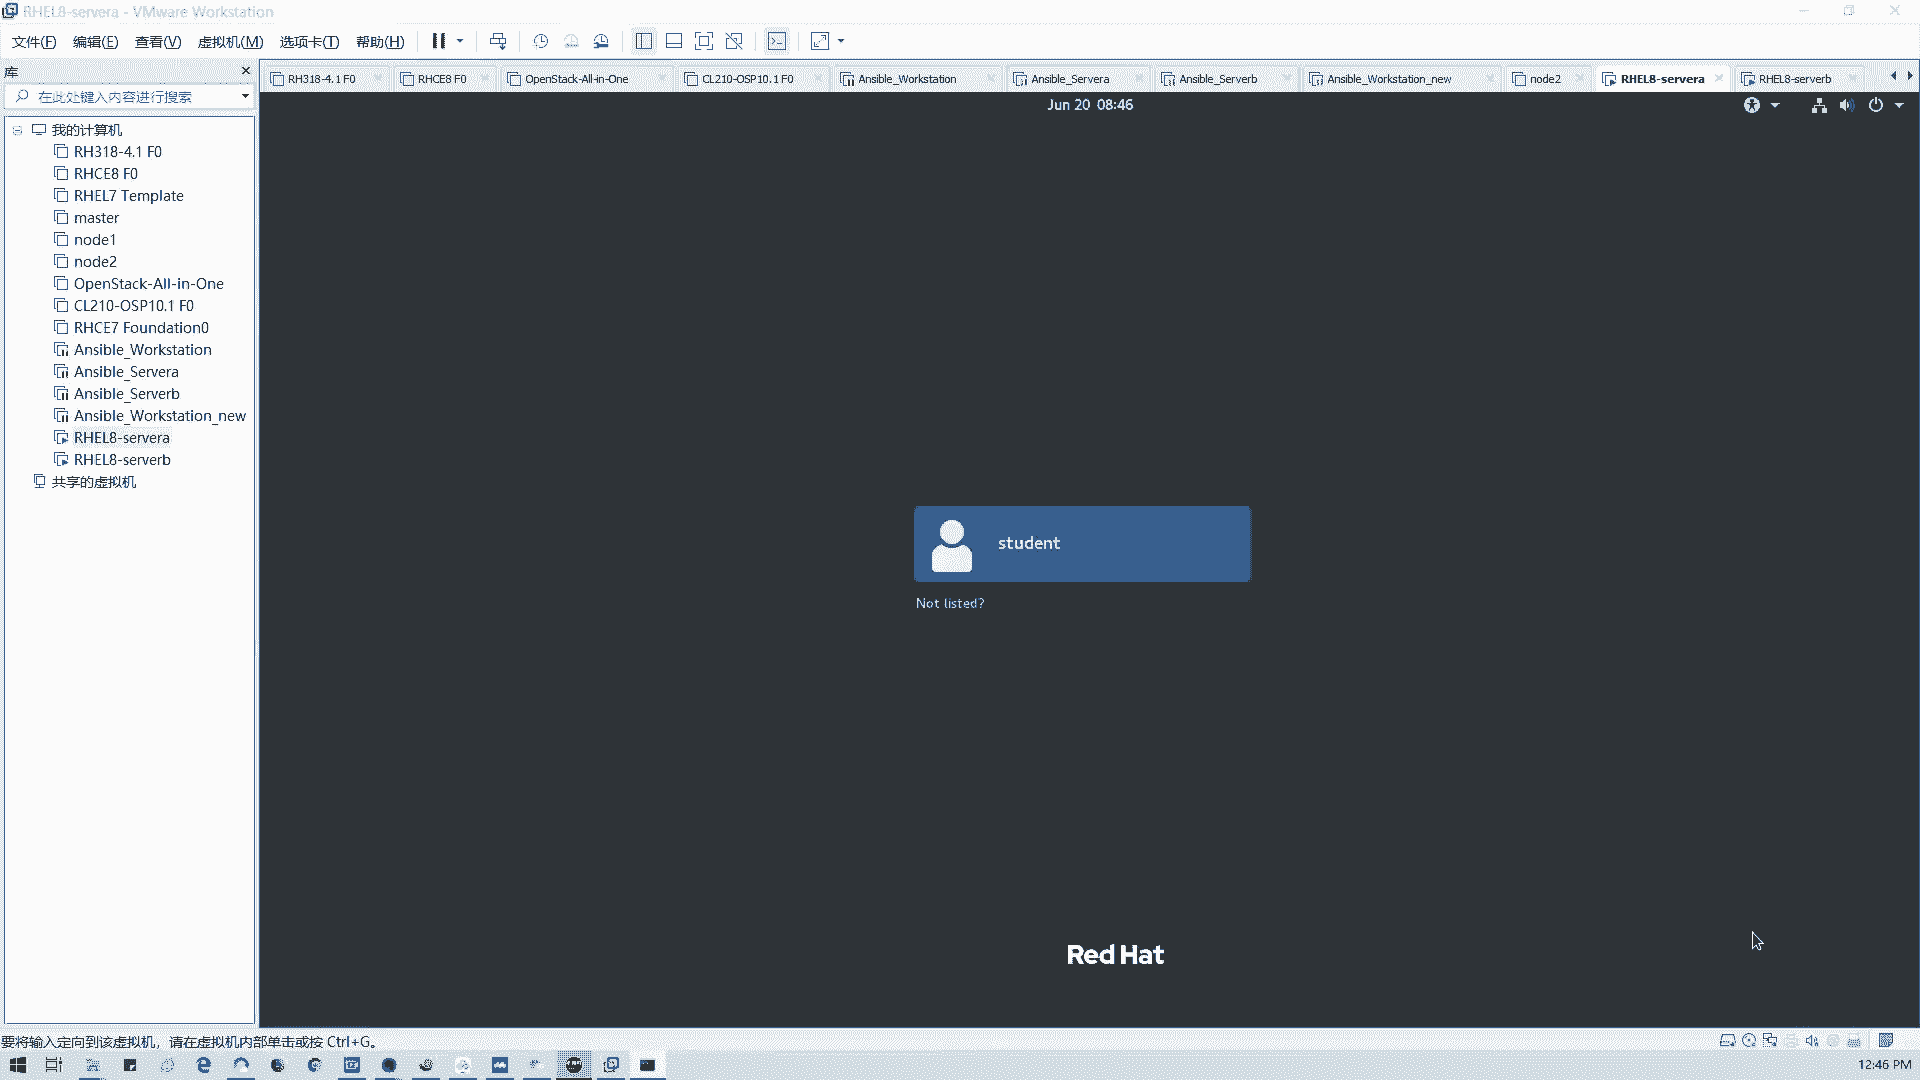 RHEL8-servera - VMware Workstation
文件(F) 编辑(E) 查看(V) 虚拟机(M) 选项卡(T) 帮助(H)
库
在此处键入内容进行搜索
我的计算机
RH318-4.1 F0
RHCE8 F0
RHEL7 Template
master
node1
node2
OpenStack-All-in-One
CL210-OSP10.1 F0
RHCE7 Foundation0
Ansible_Workstation
Ansible_Servera
Ansible_Serverb
Ansible_Workstation_new
RHEL8-servera
RHEL8-serverb
共享的虚拟机
RH318-4.1 F0 RHCE8 F0 OpenStack-All-in-One CL210-OSP10.1 F0 Ansible_Workstation Ansible_Servera Ansible_Serverb Ansible_Workstation_new node2 RHEL8-servera RHEL8-serverb
Jun 20 08:46
student
Not listed?
Red Hat
要将输入定向到该虚拟机，请在虚拟机内部单击或按 Ctrl+G。
12:46 PM